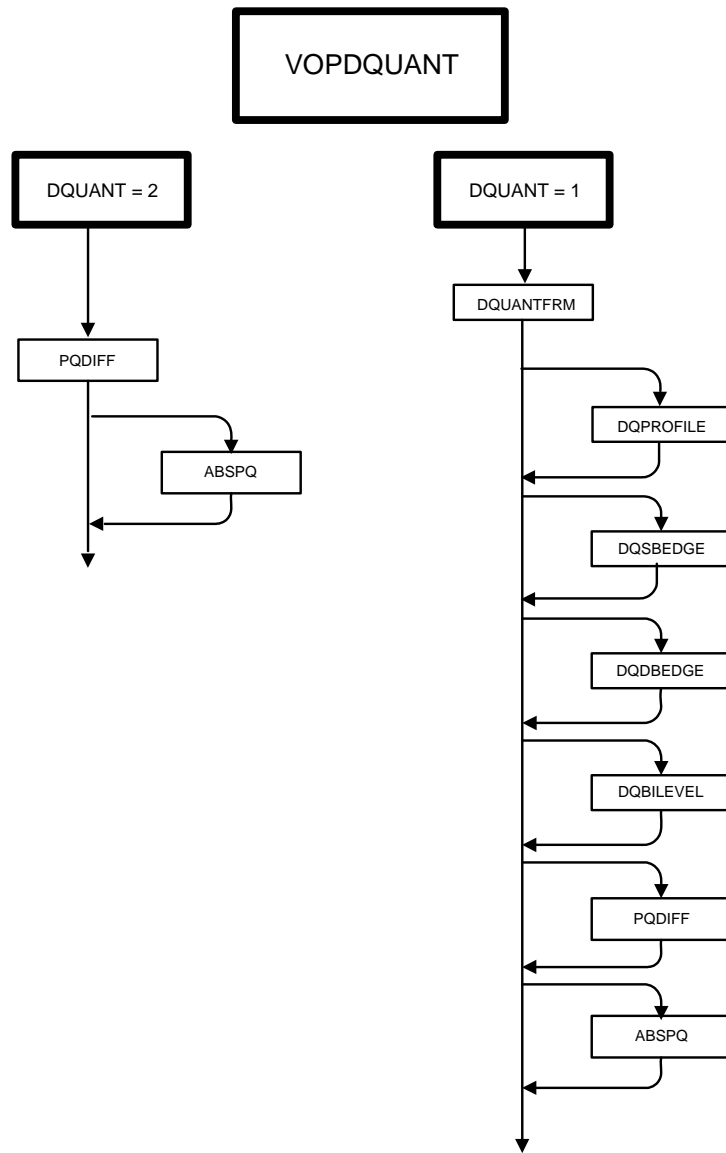 VOPDQUANT
DQUANT = 2
PQDIFF
ABSPQ
DQUANT = 1
DQUANTFRM
DQPROFILE
DQSBEDGE
DQDBEDGE
DQBILEVEL
PQDIFF
ABSPQ